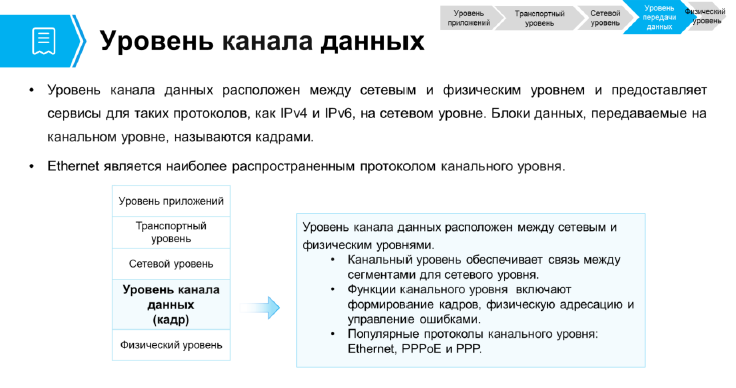 Уровень приложений
Транспортный уровень
Сетевой уровень
Уровень передачи данных
Физический уровень
Уровень канала данных
• Уровень канала данных расположен между сетевым и физическим уровнем и предоставляет
сервисы для таких протоколов, как IPv4 и IPv6, на сетевом уровне. Блоки данных, передаваемые на
канальном уровне, называются кадрами.
• Ethernet является наиболее распространенным протоколом канального уровня.
Уровень приложений
Транспортный
уровень
Сетевой уровень
Уровень канала
данных
(кадр)
Физический уровень
Уровень канала данных расположен между сетевым и
физическим уровнями.
• Канальный уровень обеспечивает связь между
сегментами для сетевого уровня.
• Функции канального уровня включают
формирование кадров, физическую адресацию и
управление ошибками.
• Популярные протоколы канального уровня:
Ethernet, PPPoE и PPP.